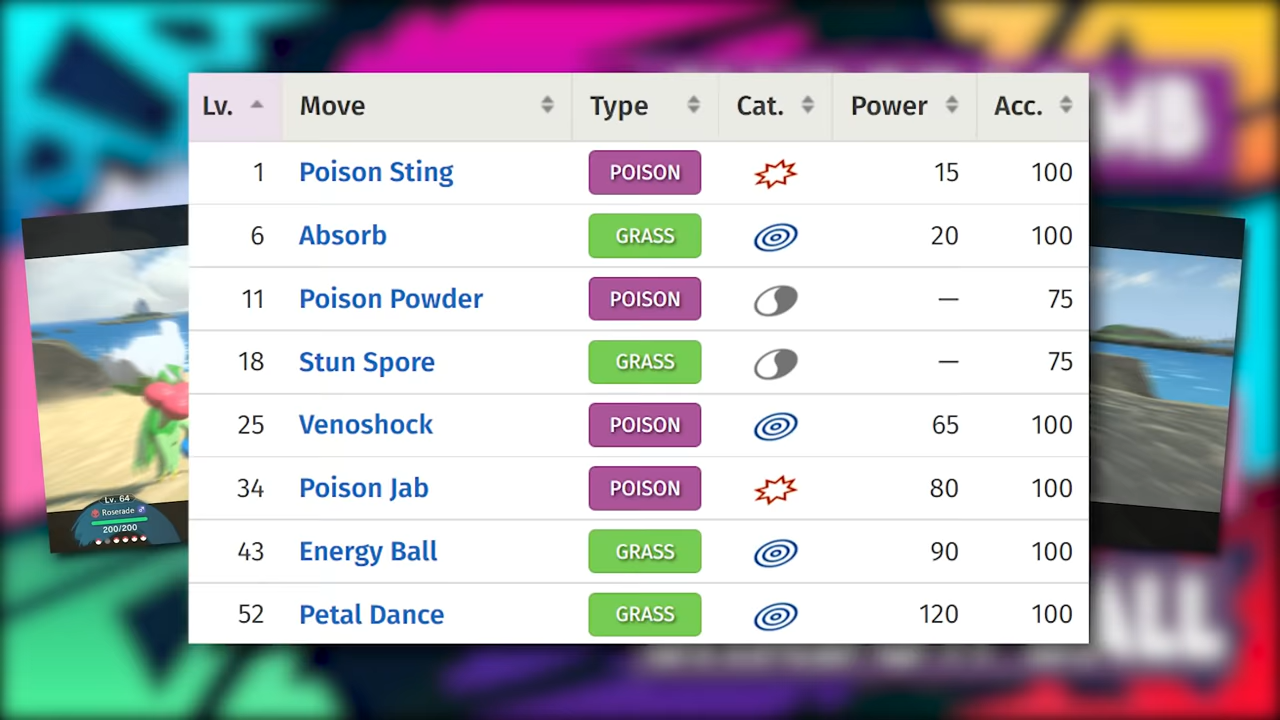 Lv. Move Type Cat. Power Acc.
1 Poison Sting POISON 15 100
6 Absorb GRASS 20 100
11 Poison Powder POISON — 75
18 Stun Spore GRASS — 75
25 Venoshock POISON 65 100
34 Poison Jab POISON 80 100
43 Energy Ball GRASS 90 100
52 Petal Dance GRASS 120 100
Lv. 64
Roserade
200/200